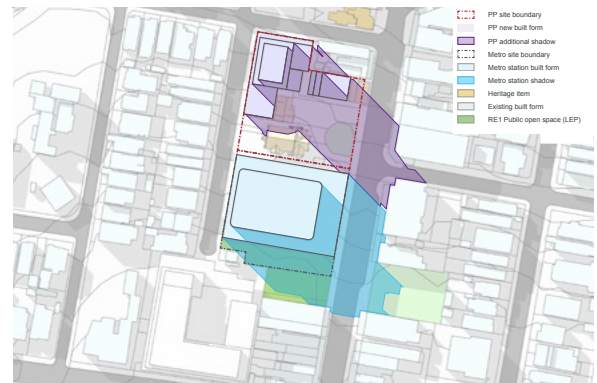 PP site boundary
PP new built form
PP additional shadow
Metro site boundary
Metro station built form
Metro station shadow
Heritage item
Existing built form
RE1 Public open space (LEP)